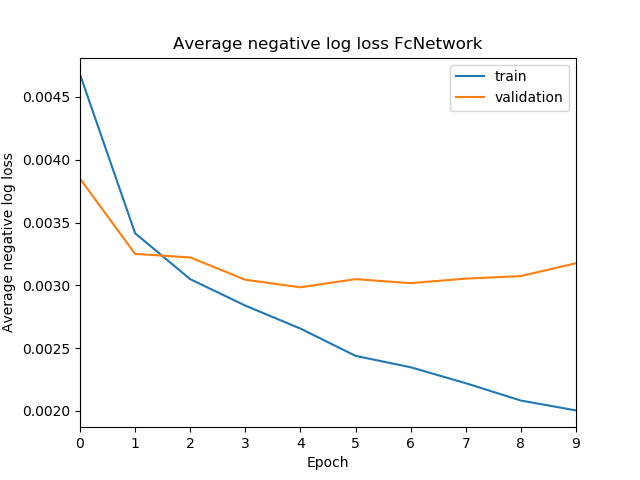 Average negative log loss FcNetwork
train
validation
Average negative log loss
0.0045
0.0040
0.0035
0.0030
0.0025
0.0020
0 1 2 3 4 5 6 7 8 9
Epoch